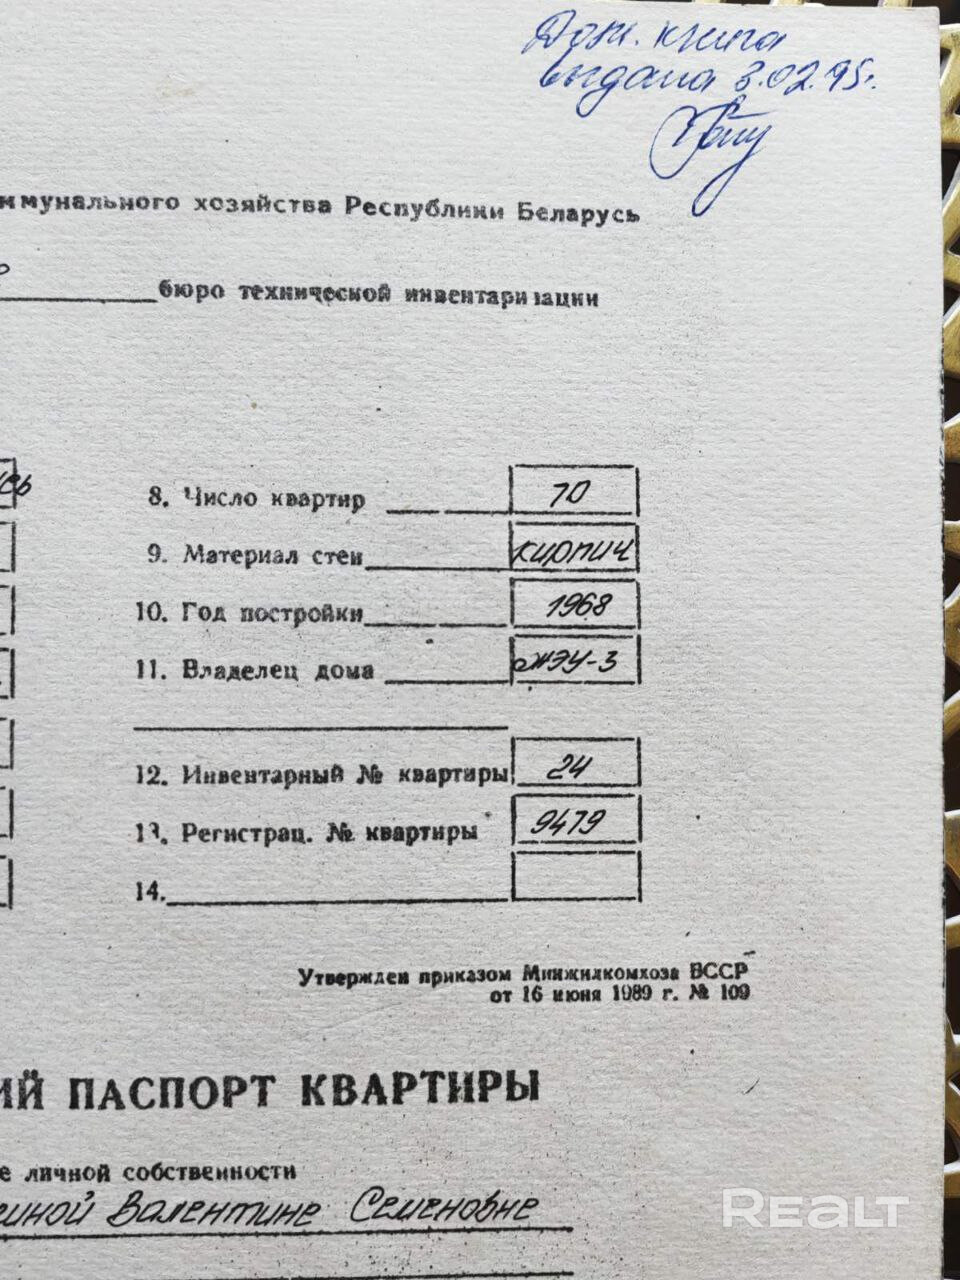 Дом. книга
выдана 3.02.95г.
ммунального хозяйства Республики Беларусь
бюро технической инвентаризации
8. Число квартир 70
9. Материал стен кирпич
10. Год постройки 1968
11. Владелец дома ЖЭУ-3
12. Инвентарный № квартиры 24
13. Регистрац. № квартиры 9479
14.
Утвержден приказом Минжилкомхоза БССР
от 16 июня 1989 г. № 109
ИЙ ПАСПОРТ КВАРТИРЫ
е личной собственности
иной Валентине Семеновне
REALT